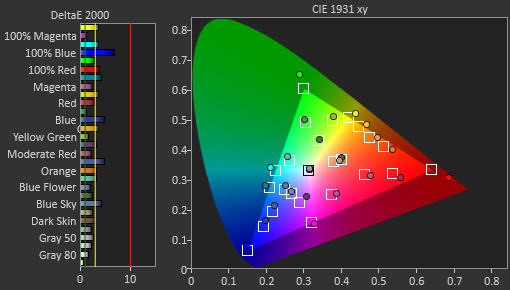 DeltaE 2000
100% Magenta
100% Blue
100% Red
Magenta
Red
Blue
Yellow Green
Moderate Red
Orange
Blue Flower
Blue Sky
Dark Skin
Gray 50
Gray 80
0
10
CIE 1931 xy
0.8
0.7
0.6
0.5
0.4
0.3
0.2
0.1
0
0 0.1 0.2 0.3 0.4 0.5 0.6 0.7 0.8